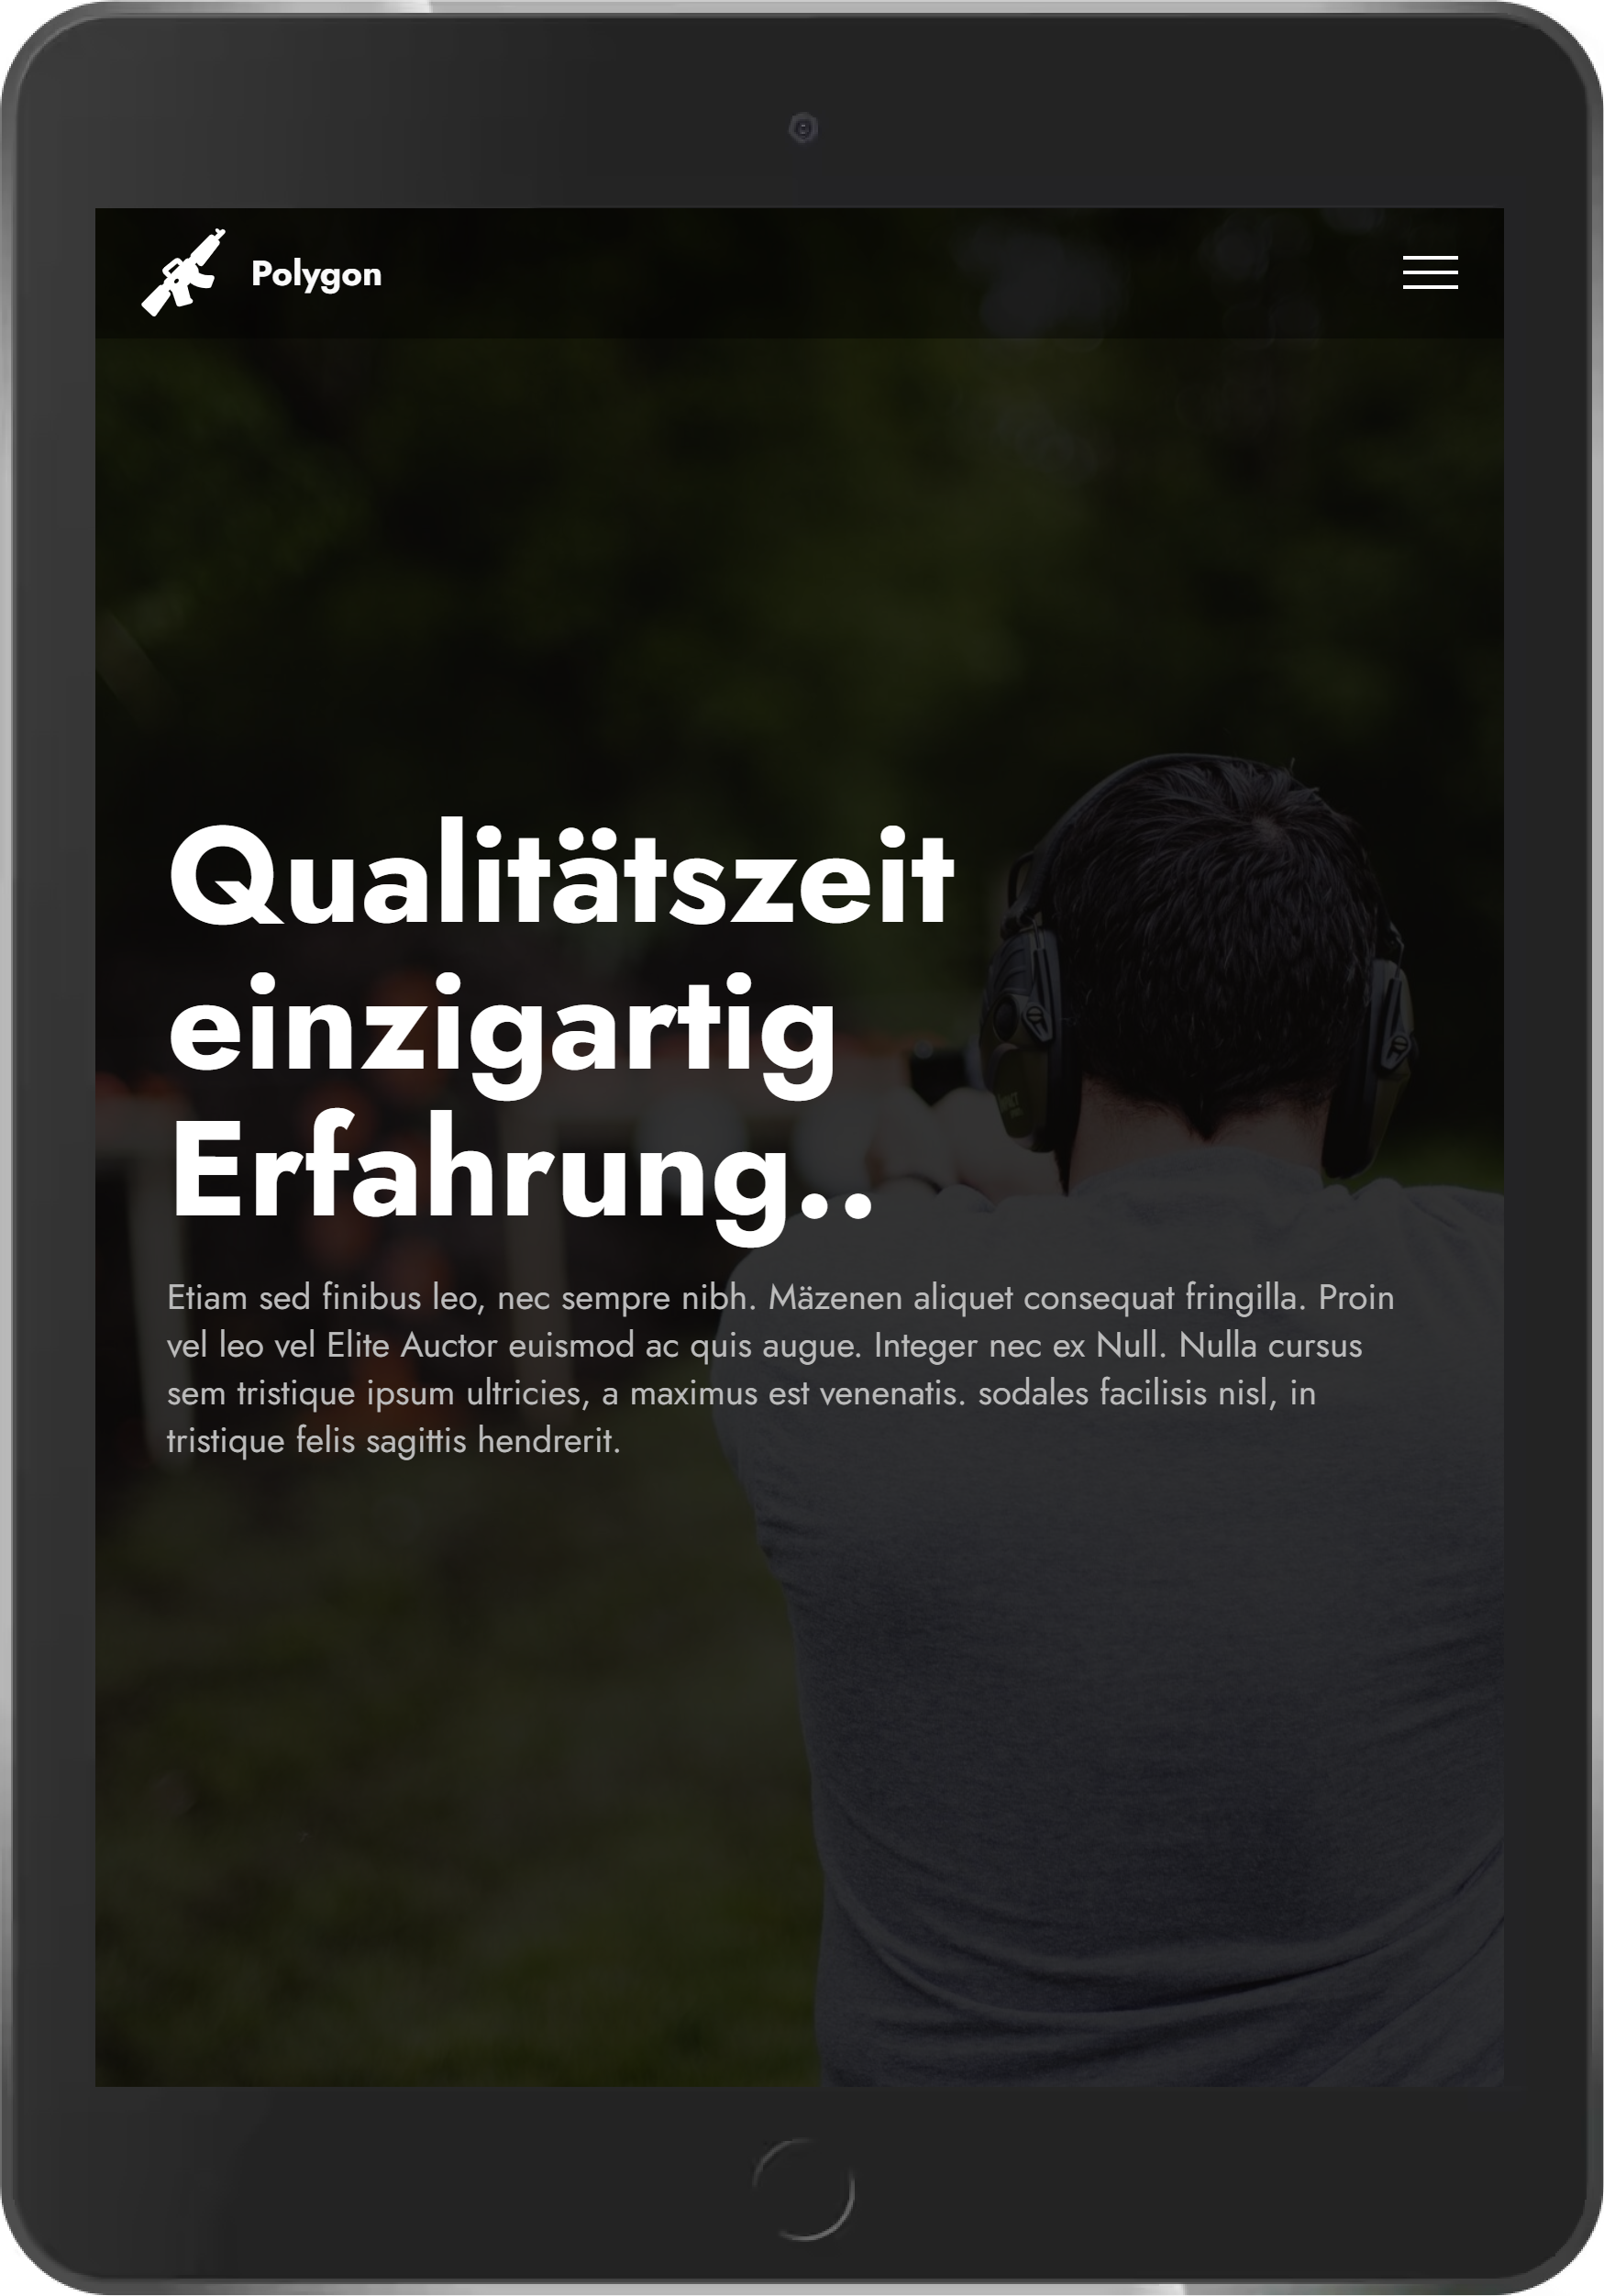 Polygon
Qualitätszeit
einzigartig
Erfahrung..
Etiam sed finibus leo, nec sempre nibh. Mäzenen aliquet consequat fringilla. Proin
vel leo vel Elite Auctor euismod ac quis augue. Integer nec ex Null. Nulla cursus
sem tristique ipsum ultricies, a maximus est venenatis. sodales facilisis nisl, in
tristique felis sagittis hendrerit.